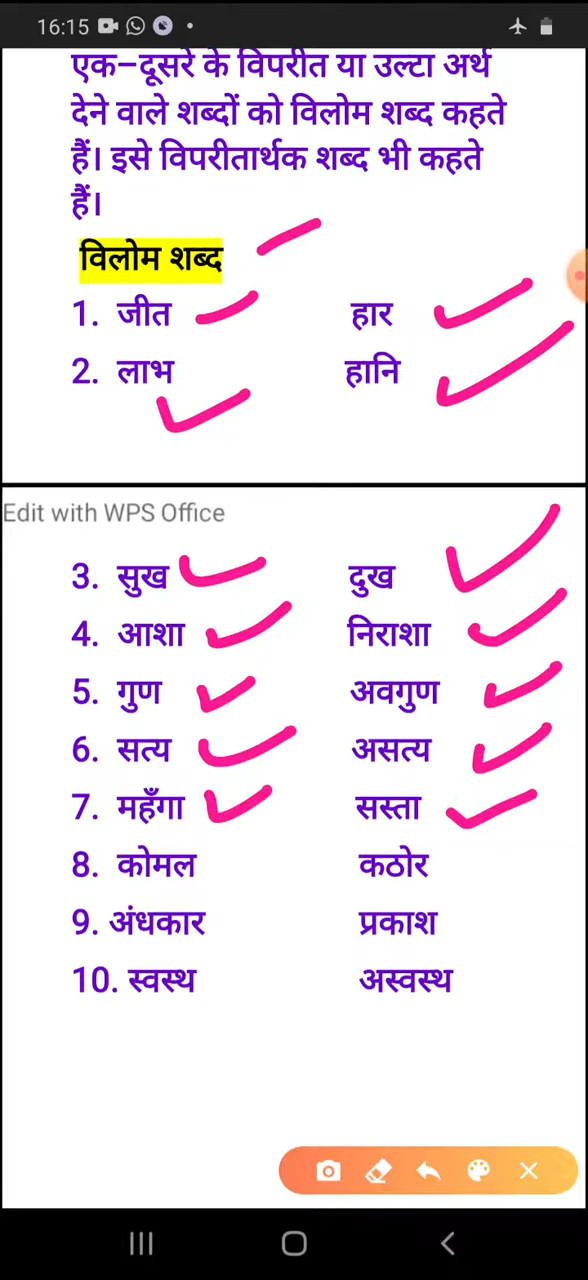 16:15
एक–दूसरे के विपरीत या उल्टा अर्थ
देने वाले शब्दों को विलोम शब्द कहते
हैं। इसे विपरीतार्थक शब्द भी कहते
हैं।
विलोम शब्द
1. जीत हार
2. लाभ हानि
Edit with WPS Office
3. सुख दुख
4. आशा निराशा
5. गुण अवगुण
6. सत्य असत्य
7. महँगा सस्ता
8. कोमल कठोर
9. अंधकार प्रकाश
10. स्वस्थ अस्वस्थ